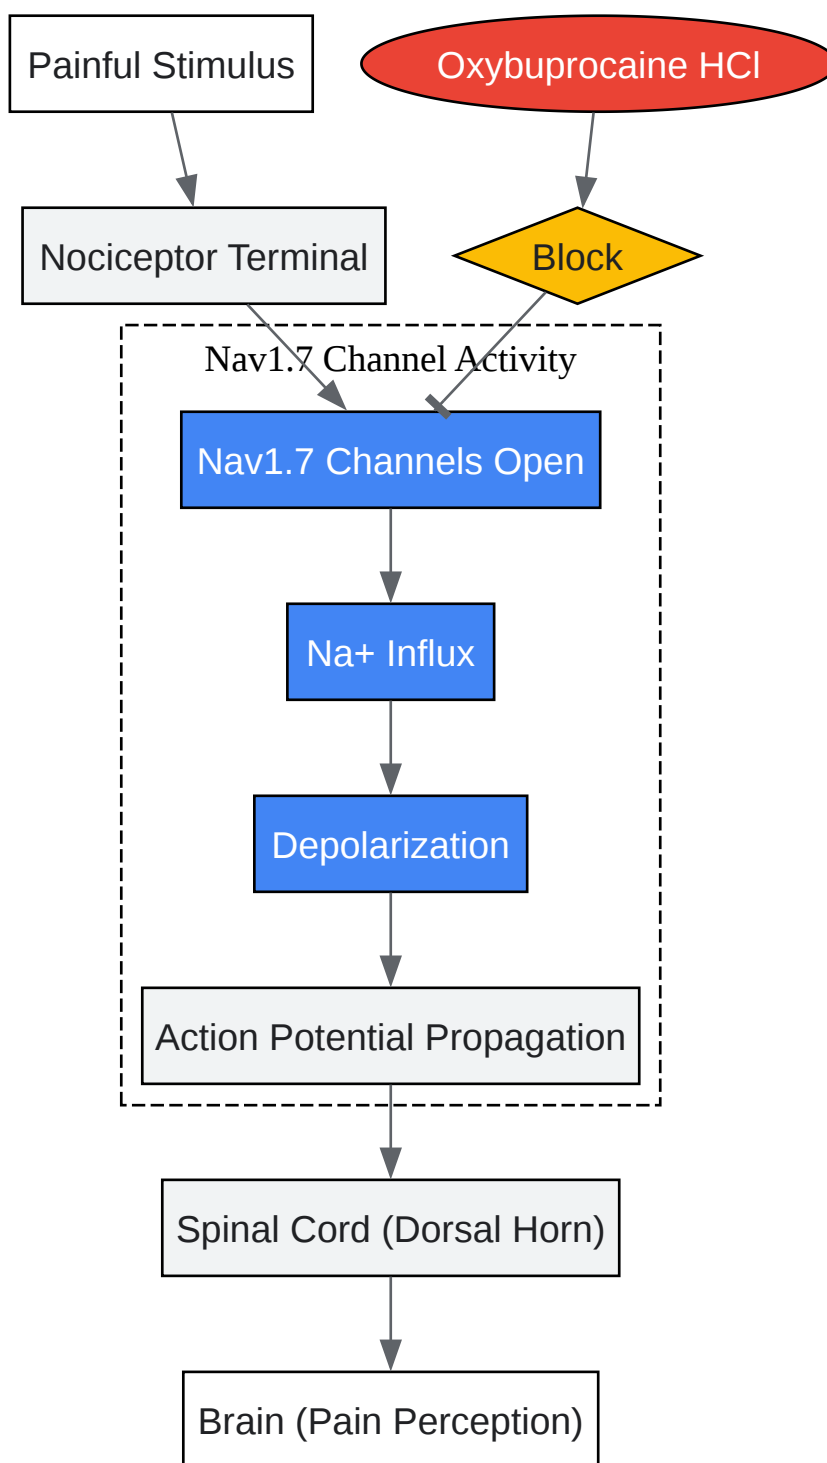 Painful Stimulus
Oxybuprocaine HCl
Nociceptor Terminal
Block
Nav1.7 Channel Activity
Nav1.7 Channels Open
Na+ Influx
Depolarization
Action Potential Propagation
Spinal Cord (Dorsal Horn)
Brain (Pain Perception)